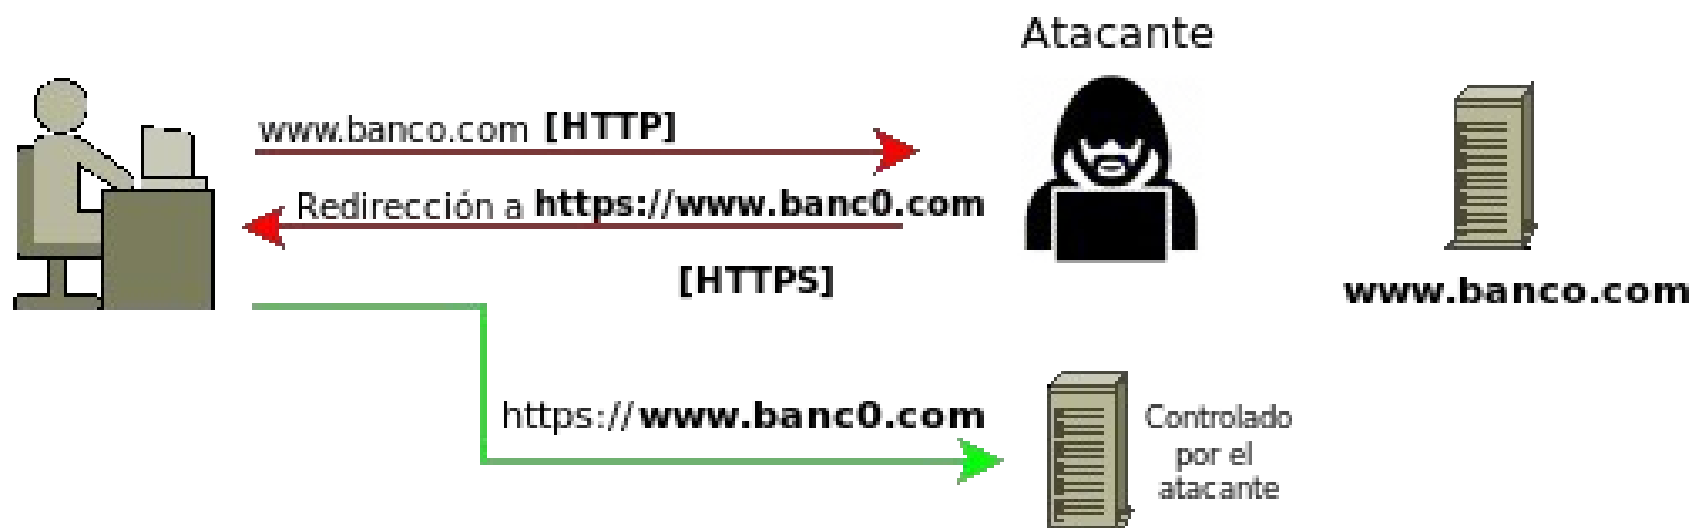 Atacante
www.banco.com [HTTP]
Redirección a https://www.banc0.com
[HTTPS]
www.banco.com
https://www.banc0.com
Controlado
por el
atacante